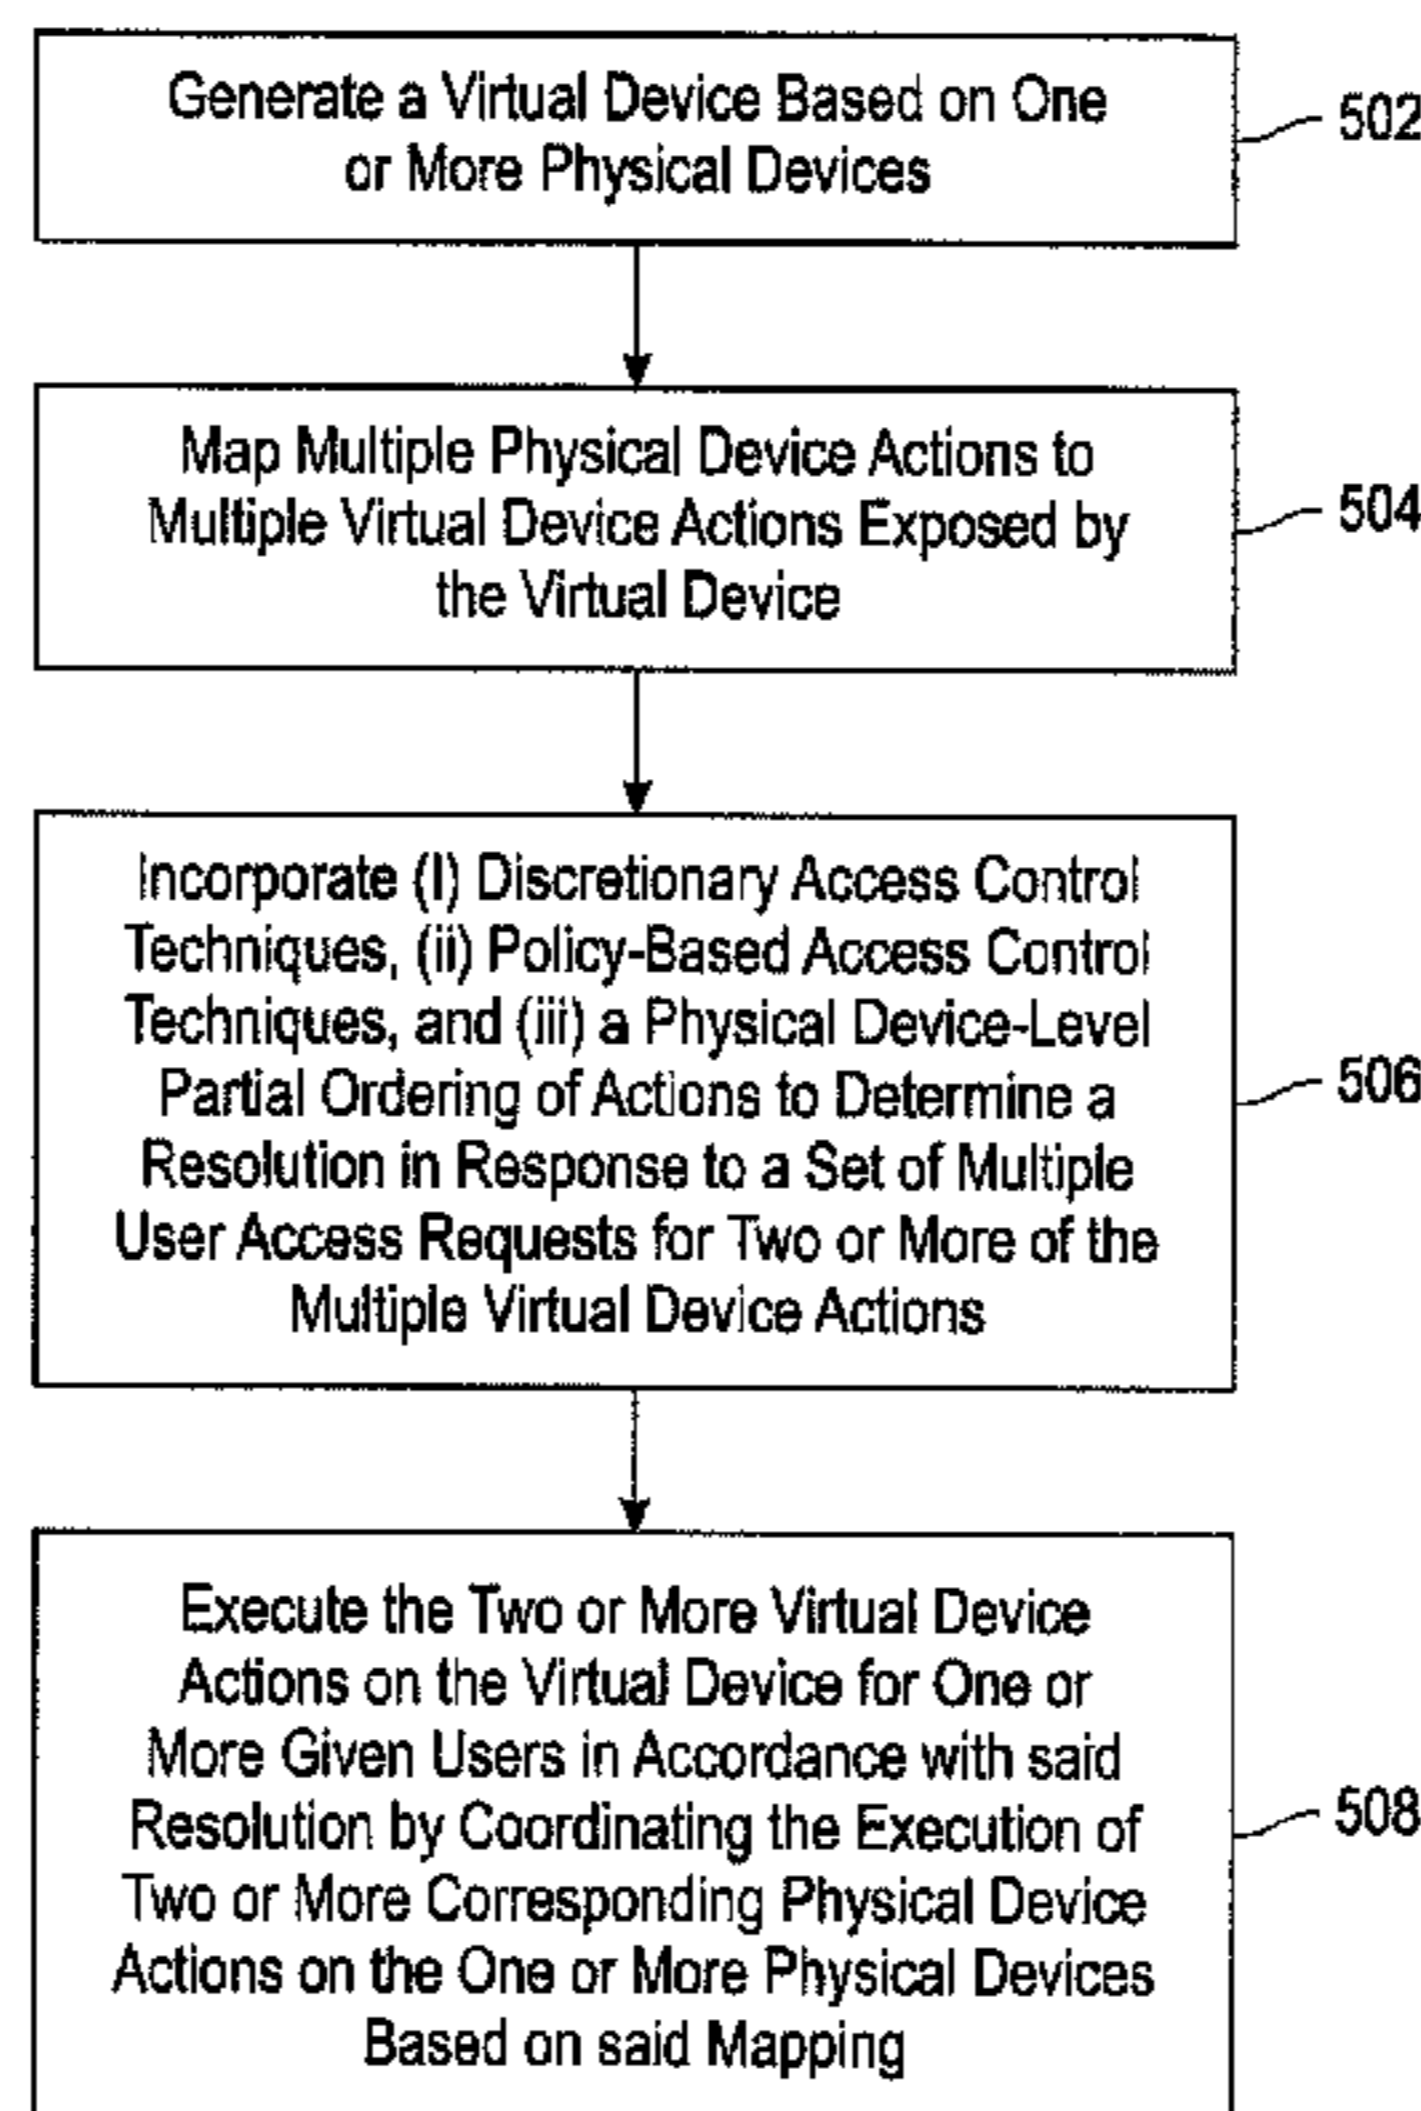 Generate a Virtual Device Based on One
or More Physical Devices
502
Map Multiple Physical Device Actions to
Multiple Virtual Device Actions Exposed by
the Virtual Device
504
Incorporate (I) Discretionary Access Control
Techniques, (ii) Policy-Based Access Control
Techniques, and (iii) a Physical Device-Level
Partial Ordering of Actions to Determine a
Resolution in Response to a Set of Multiple
User Access Requests for Two or More of the
Multiple Virtual Device Actions
506
Execute the Two or More Virtual Device
Actions on the Virtual Device for One or
More Given Users in Accordance with said
Resolution by Coordinating the Execution of
Two or More Corresponding Physical Device
Actions on the One or More Physical Devices
Based on said Mapping
508